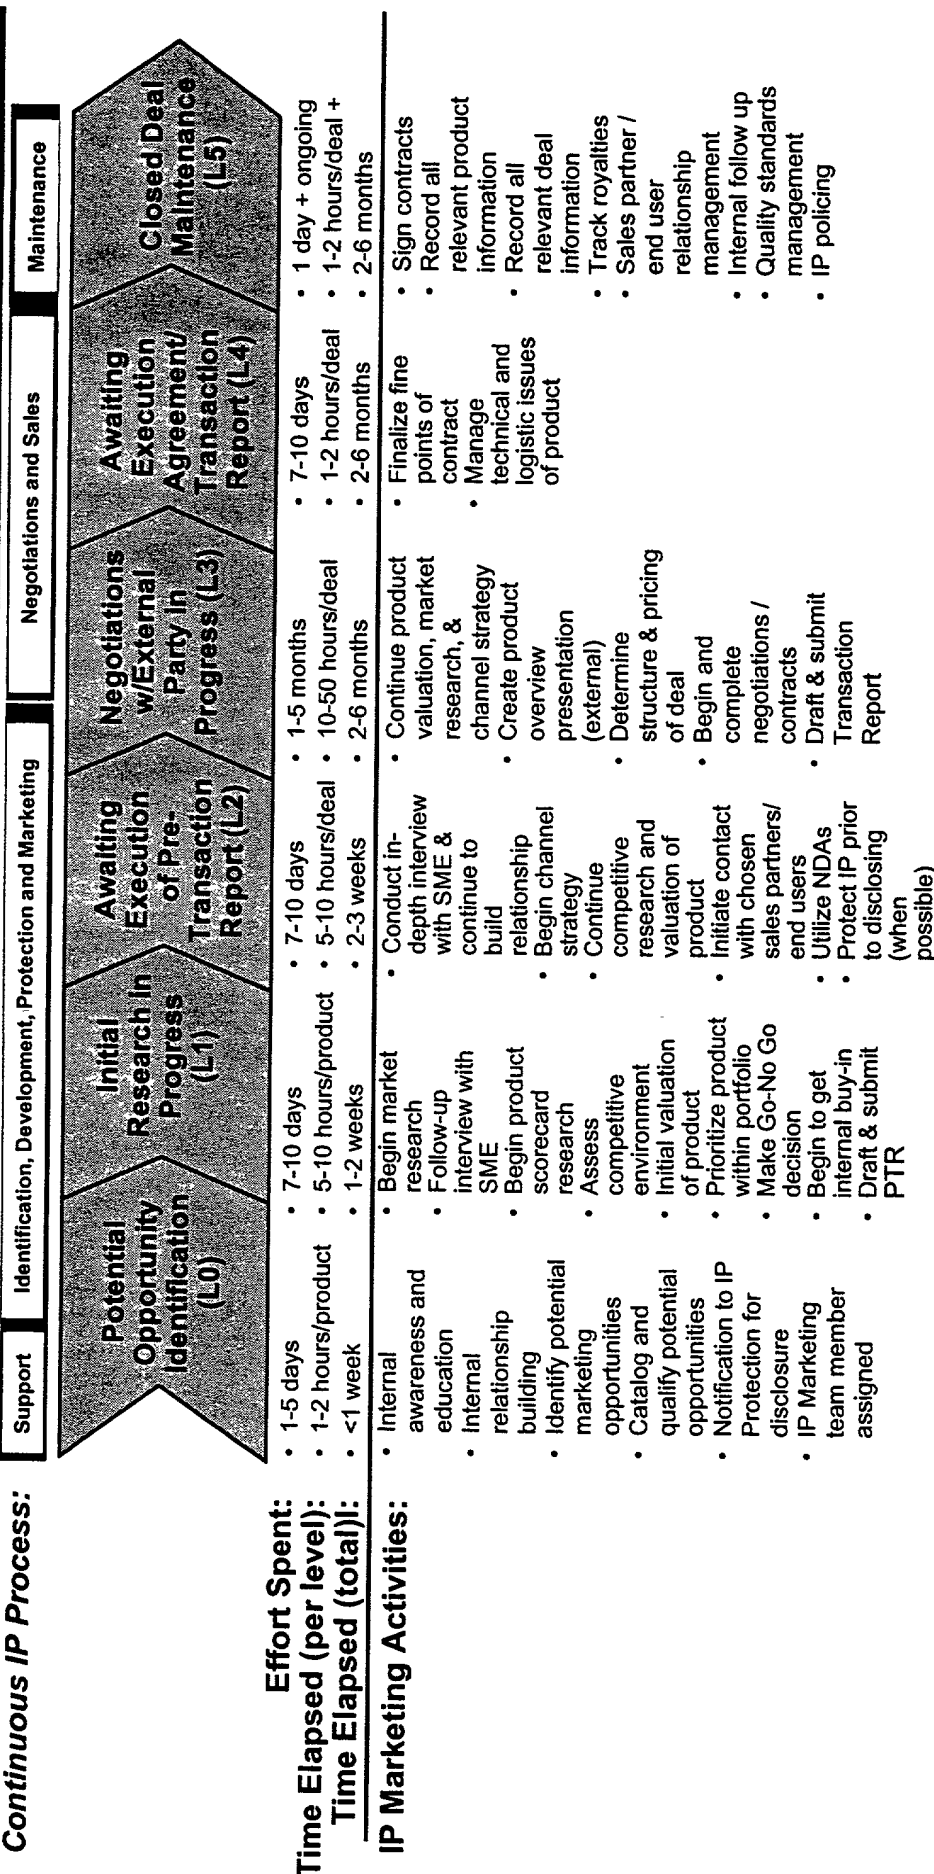 Continuous IP Process:
Support
Identification, Development, Protection and Marketing
Negotiations and Sales
Maintenance
Potential
Opportunity
Identification
(L0)
Initial
Research In
Progress
(L1)
Awaiting
Execution
of Pre-
Transaction
Report (L2)
Negotiations
w/External
Party In
Progress (L3)
Awaiting
Execution
Agreement/
Transaction
Report (L4)
Closed Deal
Maintenance
(L5)
Effort Spent:
• 1-5 days
• 7-10 days
• 7-10 days
• 1-5 months
• 7-10 days
• 1 day + ongoing
Time Elapsed (per level):
• 1-2 hours/product
• 5-10 hours/product
• 5-10 hours/deal
• 10-50 hours/deal
• 1-2 hours/deal
• 1-2 hours/deal +
Time Elapsed (total)l:
• <1 week
• 1-2 weeks
• 2-3 weeks
• 2-6 months
• 2-6 months
• 2-6 months
IP Marketing Activities:
• Internal
awareness and
education
• Internal
relationship
building
• Identify potential
marketing
opportunities
• Catalog and
qualify potential
opportunities
• Notification to IP
Protection for
disclosure
• IP Marketing
team member
assigned
• Begin market
research
• Follow-up
interview with
SME
• Begin product
scorecard
research
• Assess
competitive
environment
• Initial valuation
of product
• Prioritize product
within portfolio
• Make Go-No Go
decision
• Begin to get
internal buy-in
• Draft & submit
PTR
• Conduct in-
depth interview
with SME &
continue to
build
relationship
• Begin channel
strategy
• Continue
competitive
research and
valuation of
product
• Initiate contact
with chosen
sales partners/
end users
• Utilize NDAs
• Protect IP prior
to disclosing
(when
possible)
• Continue product
valuation, market
research, &
channel strategy
• Create product
overview
presentation
(external)
• Determine
structure & pricing
of deal
• Begin and
complete
negotiations /
contracts
• Draft & submit
Transaction
Report
• Finalize fine
points of
contract
• Manage
technical and
logistic issues
of product
• Sign contracts
• Record all
relevant product
information
• Record all
relevant deal
information
• Track royalties
• Sales partner /
end user
relationship
management
• Internal follow up
• Quality standards
management
• IP policing